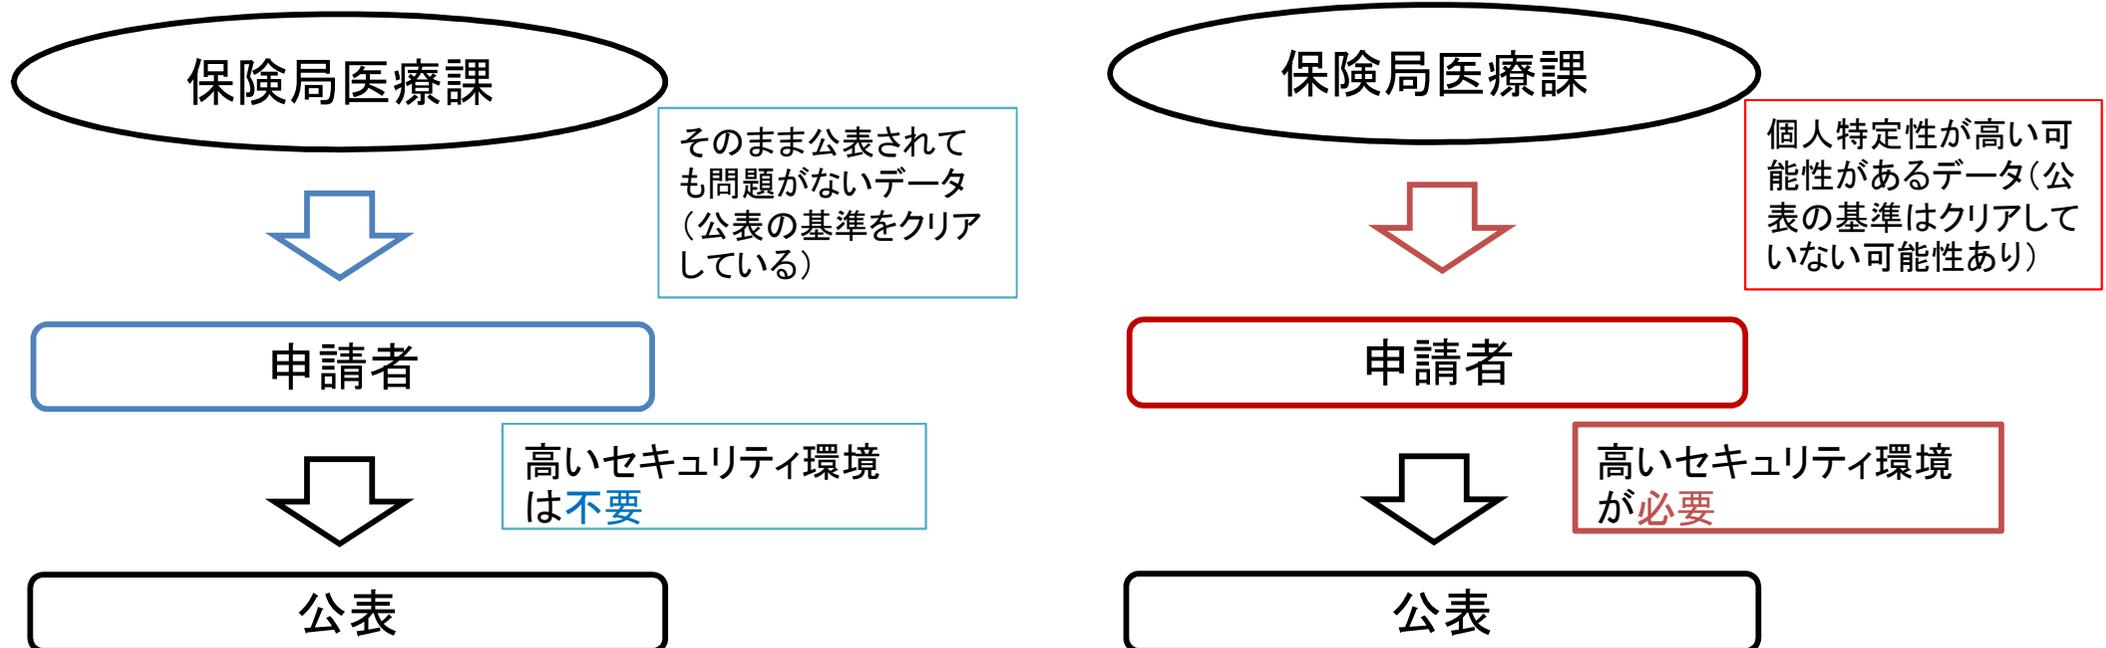 保険局医療課
そのまま公表されて
も問題がないデータ
（公表の基準をクリア
している）
申請者
高いセキュリティ環境
は不要
公表
保険局医療課
個人特定性が高い可
能性があるデータ（公
表の基準はクリアして
いない可能性あり）
申請者
高いセキュリティ環境
が必要
公表